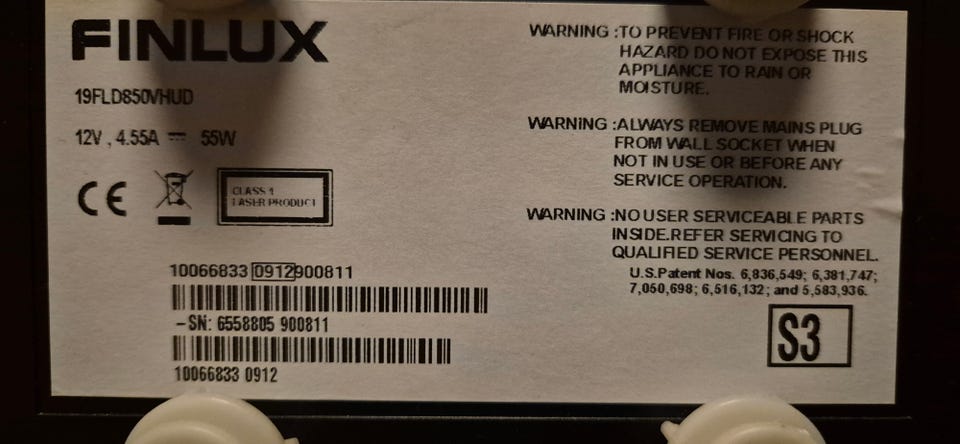 FINLUX
19FLD850VHUD
12V , 4.55A ⎓ 55W
CE
CLASS 1
LASER PRODUCT
10066833 0912900811
-SN: 6558805 900811
10066833 0912
WARNING :TO PREVENT FIRE OR SHOCK
HAZARD DO NOT EXPOSE THIS
APPLIANCE TO RAIN OR
MOISTURE.
WARNING :ALWAYS REMOVE MAINS PLUG
FROM WALL SOCKET WHEN
NOT IN USE OR BEFORE ANY
SERVICE OPERATION.
WARNING :NO USER SERVICEABLE PARTS
INSIDE.REFER SERVICING TO
QUALIFIED SERVICE PERSONNEL.
U.S.Patent Nos. 6,836,549; 6,381,747;
7,050,698; 6,516,132; and 5,583,936.
S3